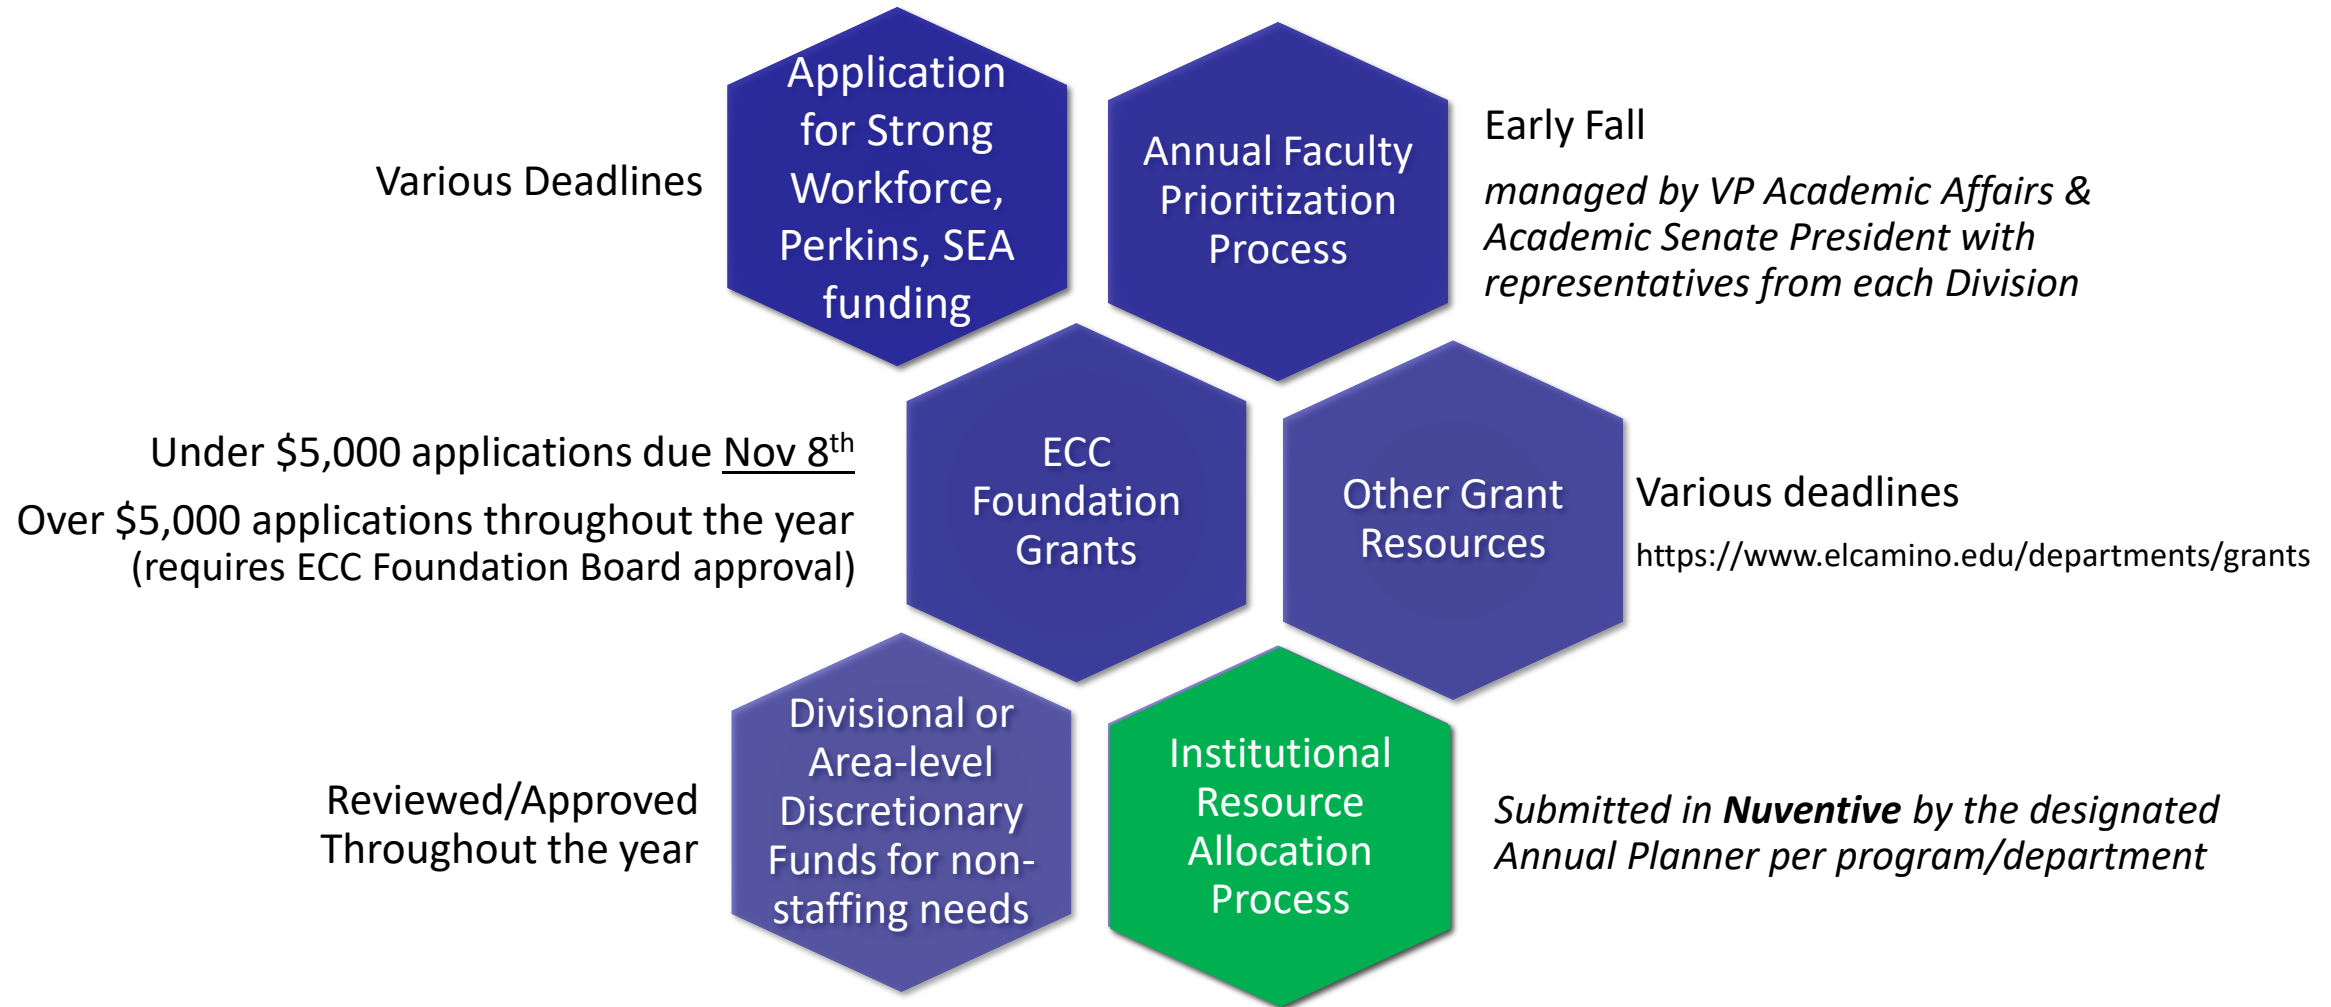 Various Deadlines
Application
for Strong
Workforce,
Perkins, SEA
funding
Annual Faculty
Prioritization
Process
Early Fall
managed by VP Academic Affairs &
Academic Senate President with
representatives from each Division
Under $5,000 applications due Nov 8th
Over $5,000 applications throughout the year
(requires ECC Foundation Board approval)
ECC
Foundation
Grants
Other Grant
Resources
Various deadlines
https://www.elcamino.edu/departments/grants
Reviewed/Approved
Throughout the year
Divisional or
Area-level
Discretionary
Funds for non-
staffing needs
Institutional
Resource
Allocation
Process
Submitted in Nuventive by the designated
Annual Planner per program/department